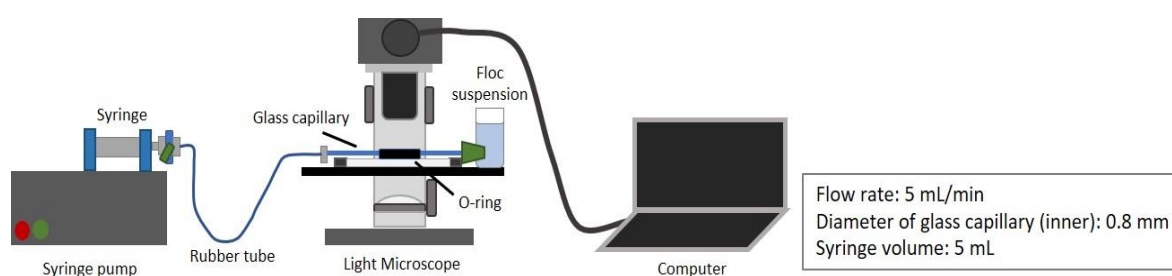 Syringe
Glass capillary
Floc
suspension
O-ring
Rubber tube
Syringe pump
Light Microscope
Computer
Flow rate: 5 mL/min
Diameter of glass capillary (inner): 0.8 mm
Syringe volume: 5 mL